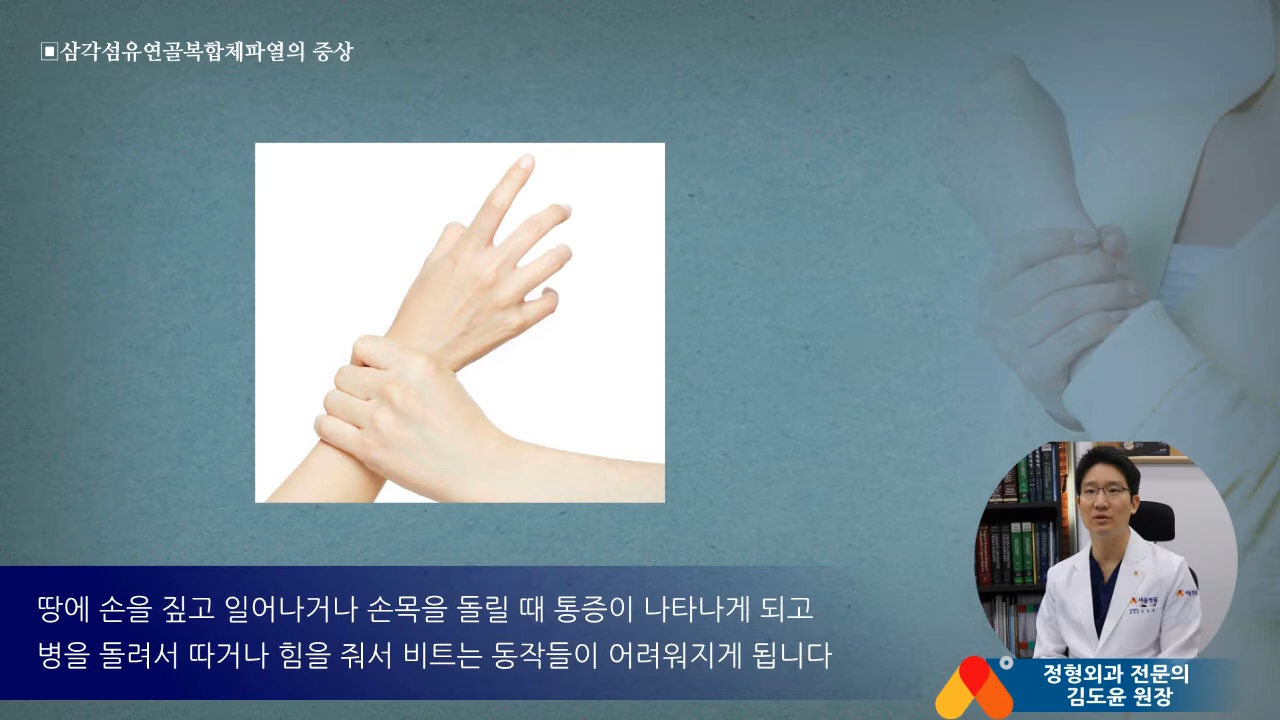 ▣삼각섬유연골복합체파열의 증상
땅에 손을 짚고 일어나거나 손목을 돌릴 때 통증이 나타나게 되고
병을 돌려서 따거나 힘을 줘서 비트는 동작들이 어려워지게 됩니다
정형외과 전문의
김도윤 원장